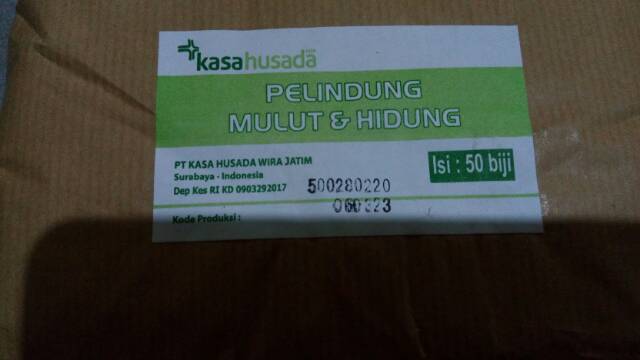 kasahusada
PELINDUNG
MULUT & HIDUNG
PT KASA HUSADA WIRA JATIM
Surabaya - Indonesia
Dep Kes RI KD 0903292017
Isi : 50 biji
500280220
060323
Kode Produksi :